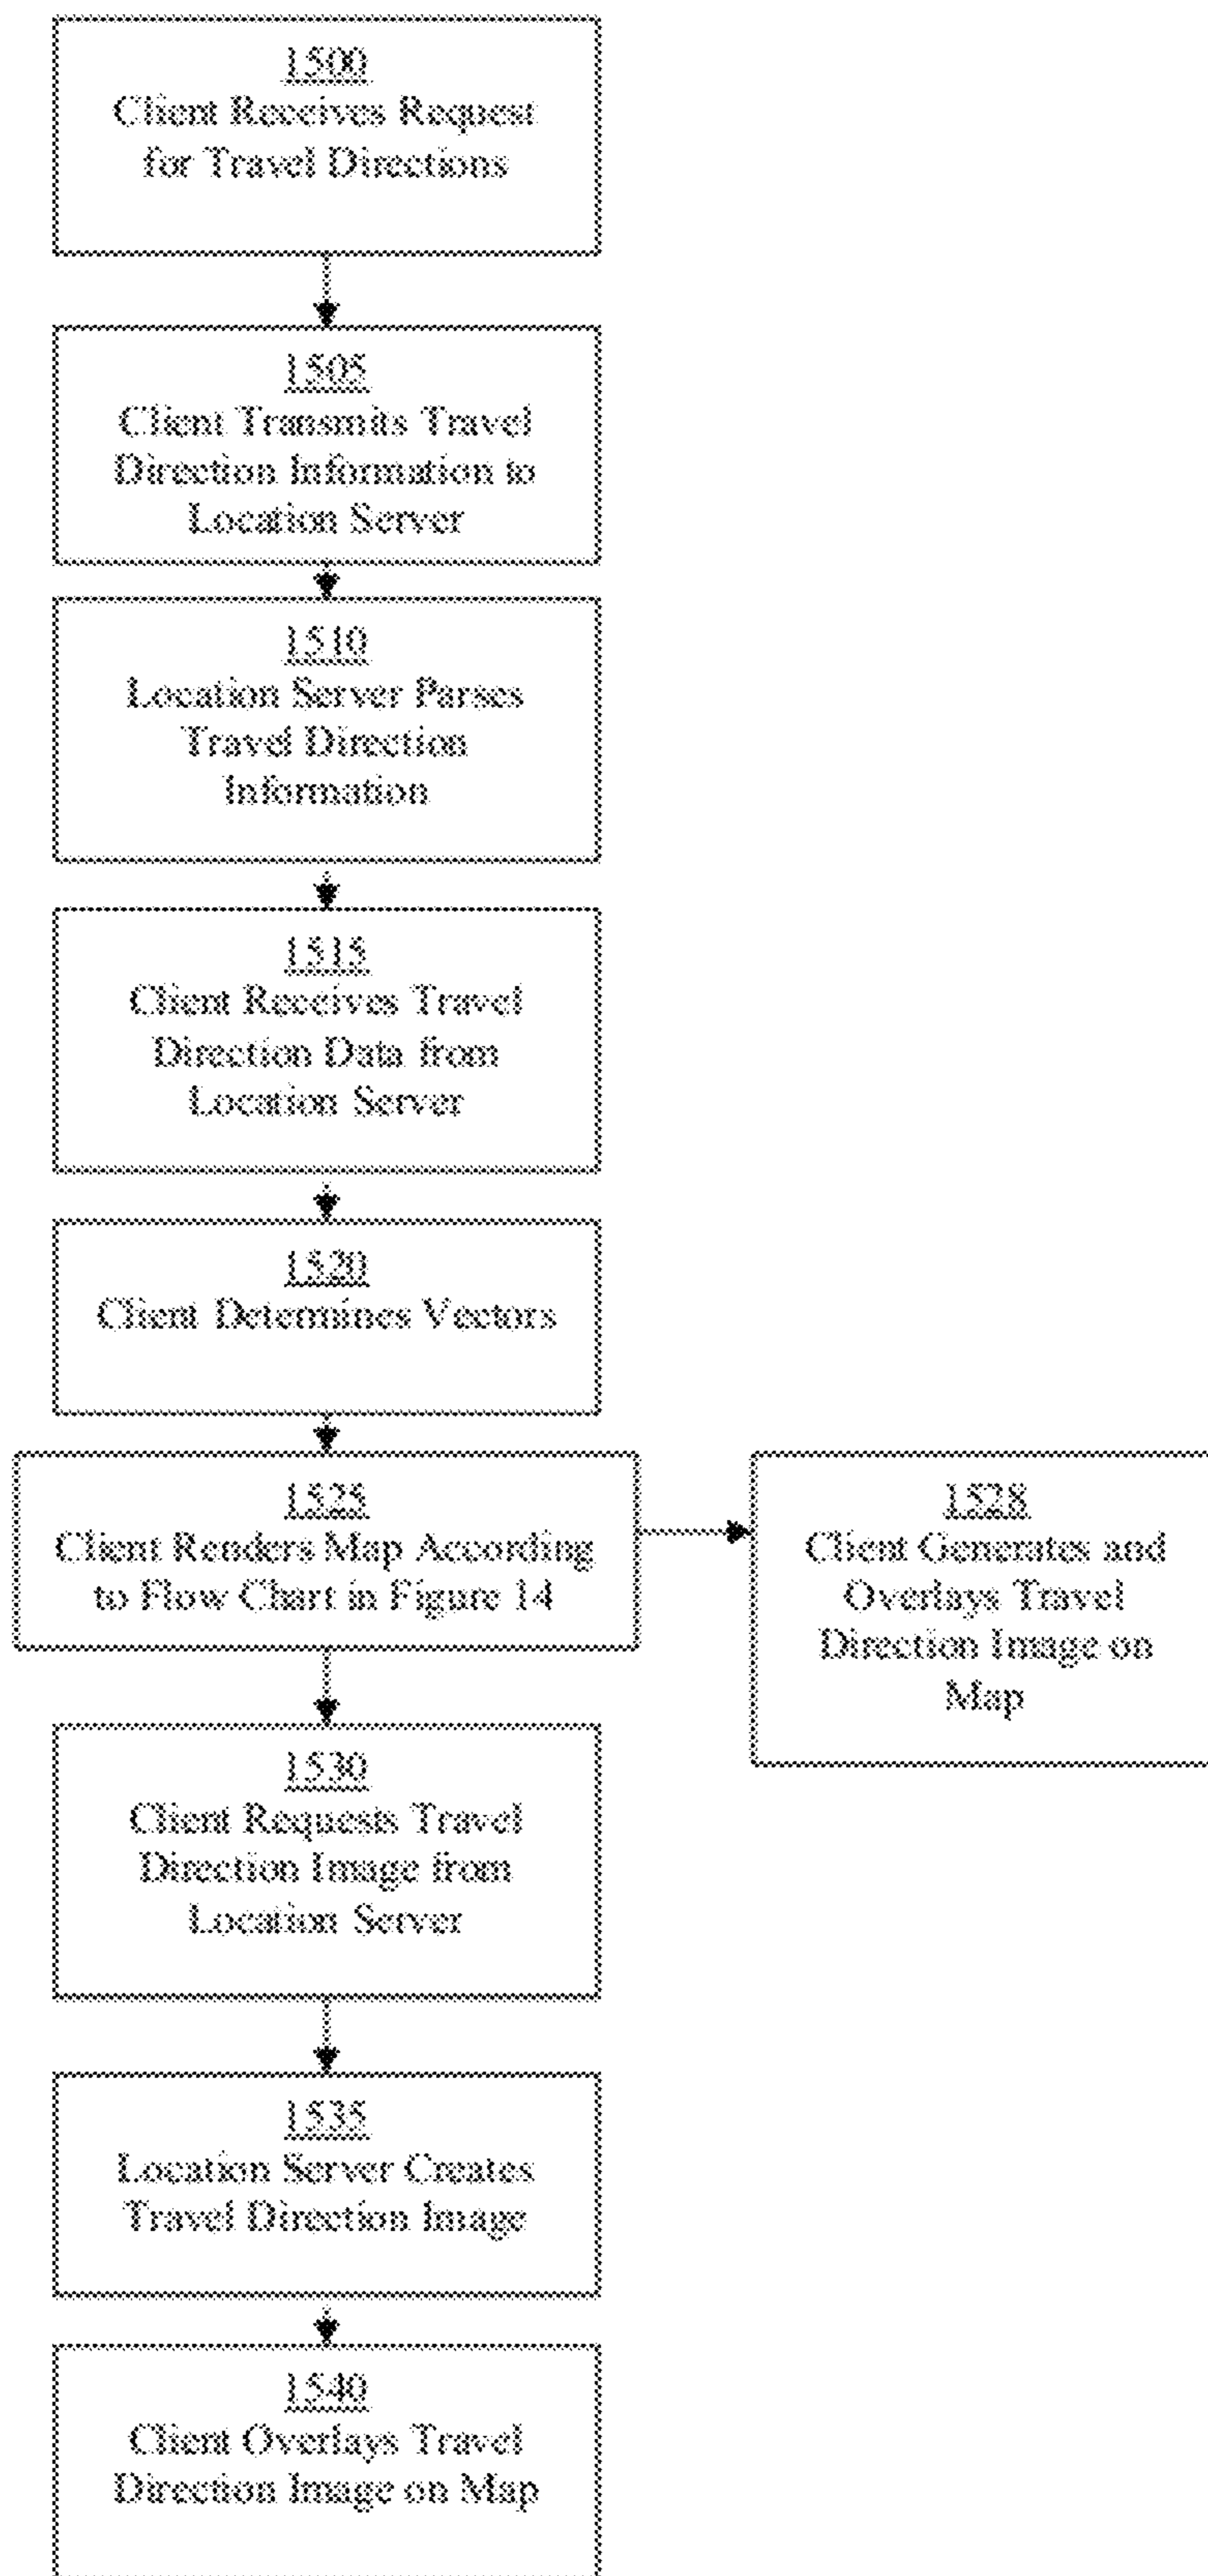 1500
Client Receives Request
for Travel Directions
1505
Client Transmits Travel
Direction Information to
Location Server
1510
Location Server Parses
Travel Direction
Information
1515
Client Receives Travel
Direction Data from
Location Server
1520
Client Determines Vectors
1525
Client Renders Map According
to Flow Chart in Figure 14
1528
Client Generates and
Overlays Travel
Direction Image on
Map
1530
Client Requests Travel
Direction Image from
Location Server
1535
Location Server Creates
Travel Direction Image
1540
Client Overlays Travel
Direction Image on Map